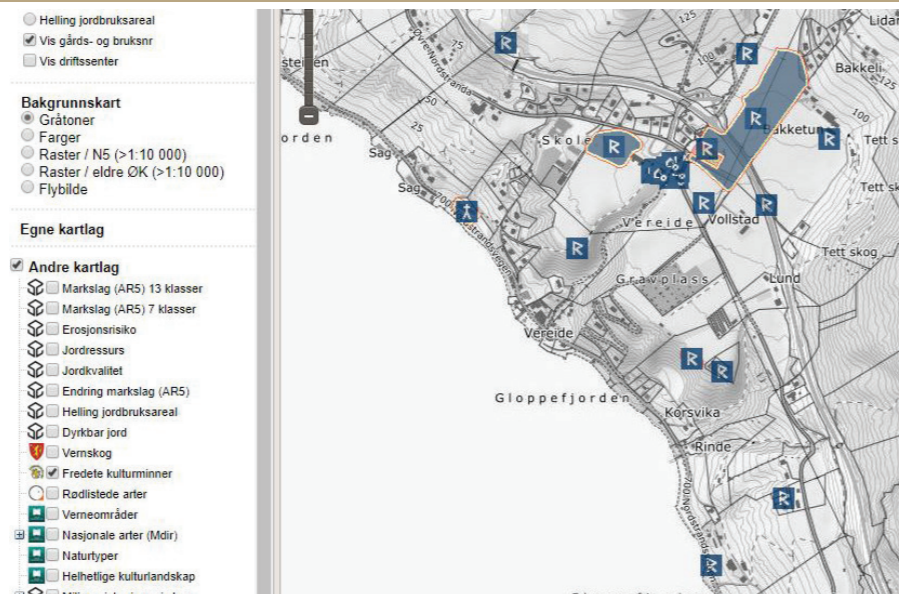 Helling jordbruksareal
Vis gårds- og bruksnr
Vis driftssenter
Bakgrunnskart
Gråtoner
Farger
Raster / N5 (>1:10 000)
Raster / eldre ØK (>1:10 000)
Flybilde
Egne kartlag
Andre kartlag
Markslag (AR5) 13 klasser
Markslag (AR5) 7 klasser
Erosjonsrisiko
Jordressurs
Jordkvalitet
Endring markslag (AR5)
Helling jordbruksareal
Dyrkbar jord
Vernskog
Fredete kulturminner
Rødlistede arter
Verneområder
Nasjonale arter (Mdir)
Naturtyper
Helhetlige kulturlandskap
125
Lidar
R
R
75
100
Bakkeli
125
Øvre Nordstranda
50
25
100
orden
Skole
R
R
R
R
Tett s
Sag
Sag
700
R
R
Tett sk
Vereide
Vollstad
R
Tett skog
Gravplass
Lund
Vereide
R
R
Gloppefjorden
Korsvika
Rinde
R
R